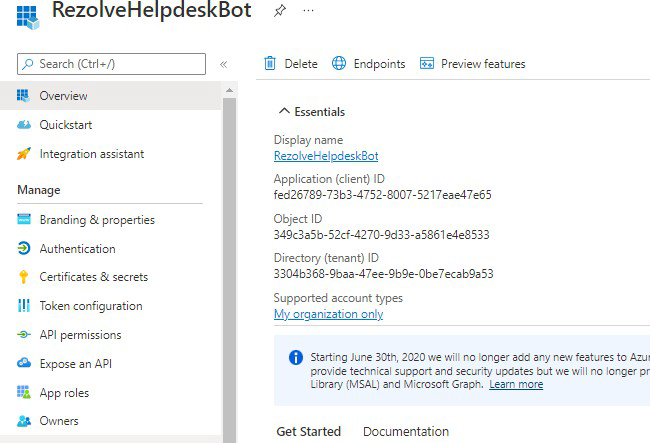 RezolveHelpdeskBot
Search (Ctrl+/)
Overview
Quickstart
Integration assistant
Manage
Branding & properties
Authentication
Certificates & secrets
Token configuration
API permissions
Expose an API
App roles
Owners
Delete
Endpoints
Preview features
Essentials
Display name
RezolveHelpdeskBot
Application (client) ID
fed26789-73b3-4752-8007-5217eae47e65
Object ID
349c3a5b-52cf-4270-9d33-a5861e4e8533
Directory (tenant) ID
3304b368-9baa-47ee-9b9e-0be7ecab9a53
Supported account types
My organization only
Starting June 30th, 2020 we will no longer add any new features to Azur
provide technical support and security updates but we will no longer pr
Library (MSAL) and Microsoft Graph. Learn more
Get Started
Documentation